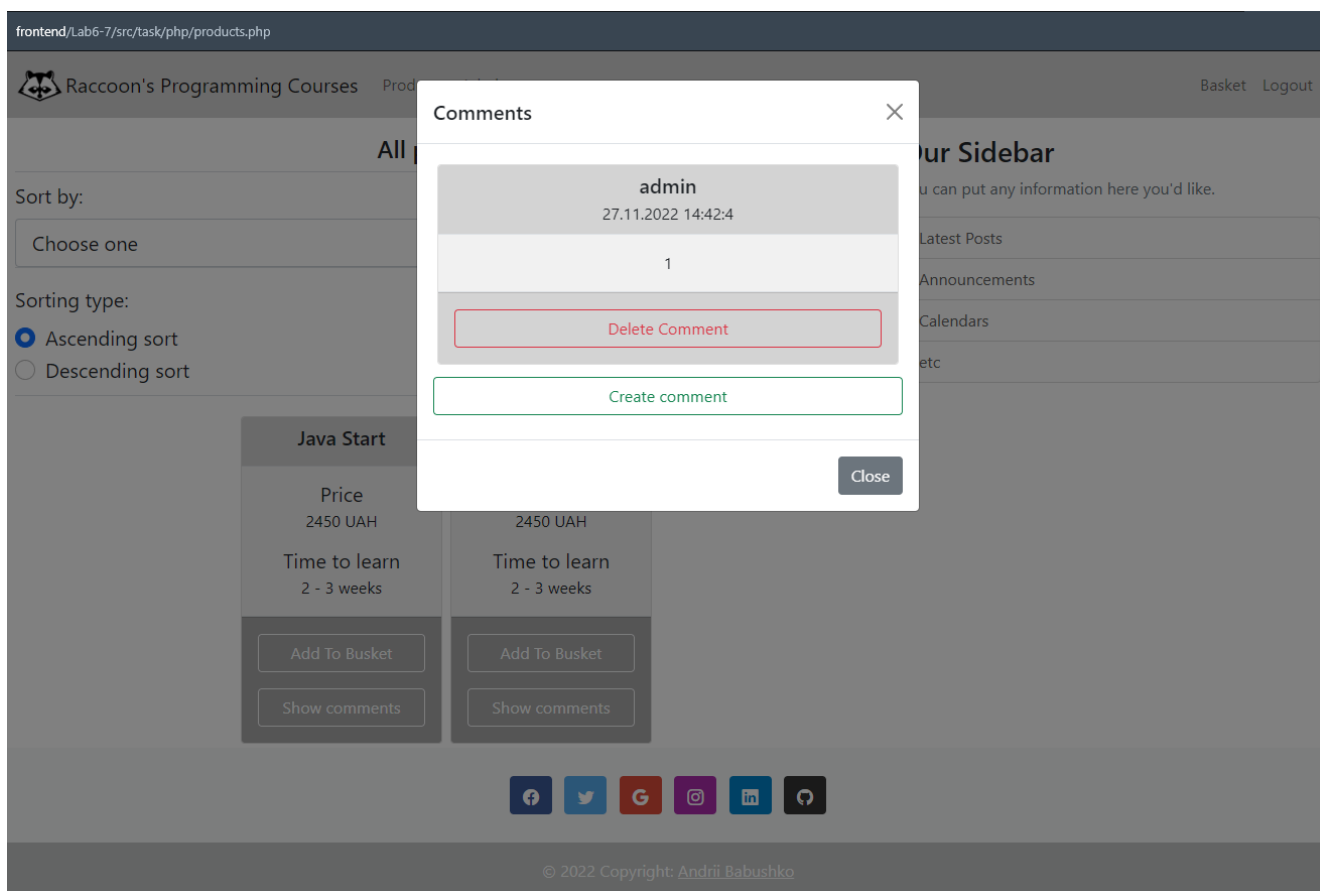 frontend/Lab6-7/src/task/php/products.php
Raccoon's Programming Courses Prod Basket Logout
Comments
All
ur Sidebar
admin
27.11.2022 14:42:4
u can put any information here you'd like.
Sort by:
Choose one
1
Latest Posts
Announcements
Calendars
etc
Sorting type:
Ascending sort
Descending sort
Delete Comment
Create comment
Close
Java Start
Price
2450 UAH
Time to learn
2 - 3 weeks
Add To Busket
Show comments
2450 UAH
Time to learn
2 - 3 weeks
Add To Busket
Show comments
© 2022 Copyright: Andrii Babushko